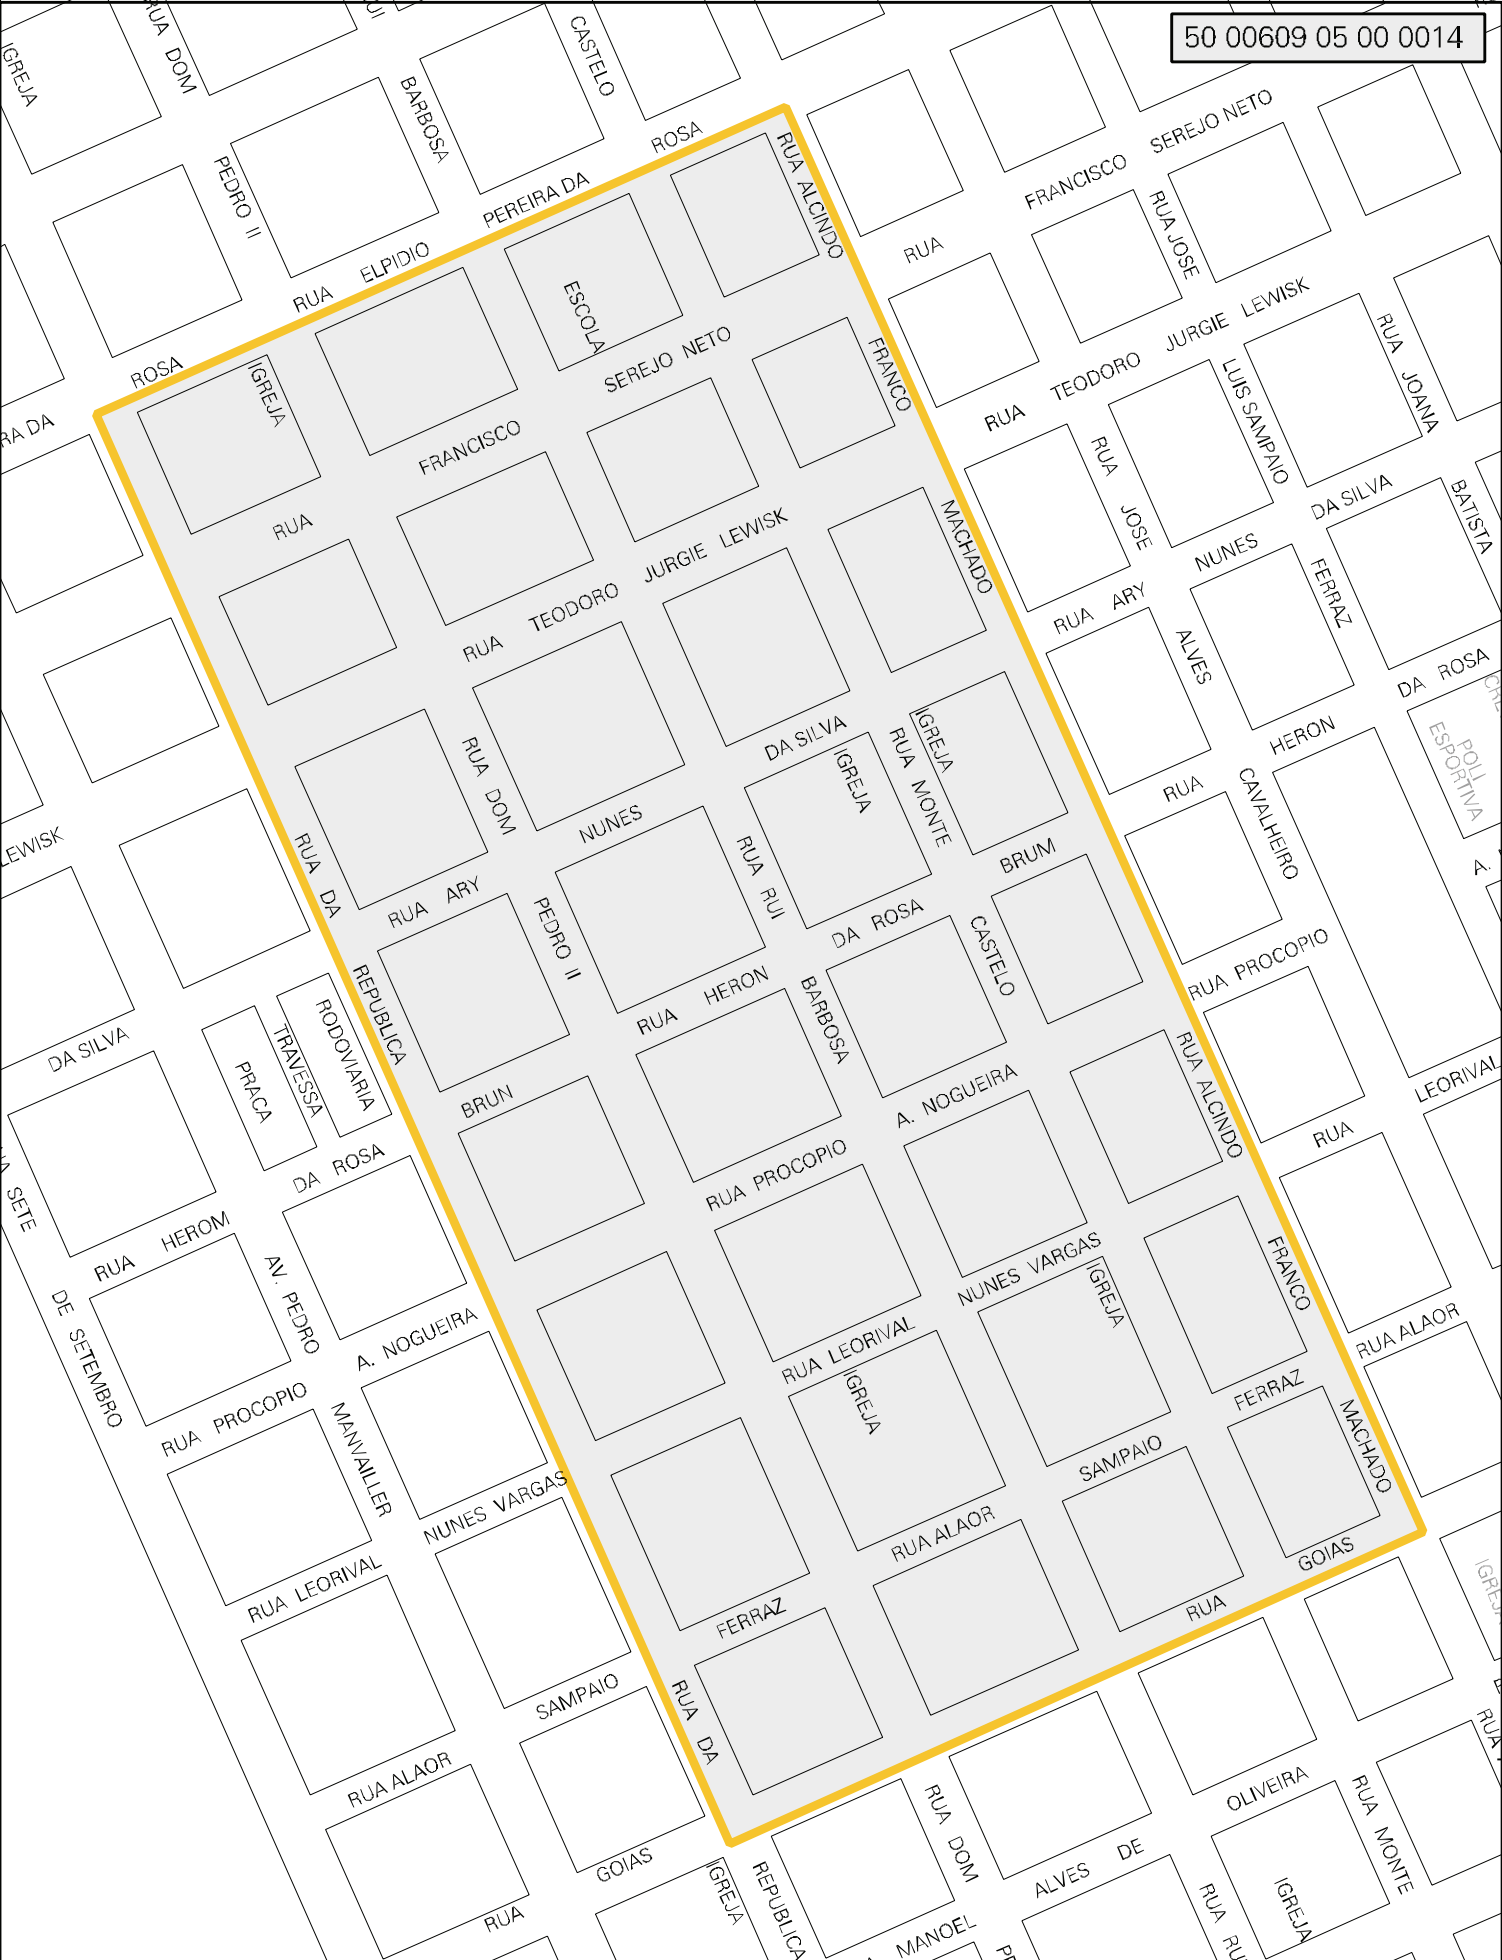 50 00609 05 00 0014
IGREJA
RUA DOM
CASTELO
BARBOSA
PEDRO II
RUA ELPIDIO PEREIRA DA ROSA
ROSA
RUA ALCINDO
FRANCISCO SEREJO NETO
RUA
RUA JOSE
RUA TEODORO JURGIE LEWISK
RUA JOANA
LUIS SAMPAIO
IGREJA
ESCOLA
RUA FRANCISCO SEREJO NETO
FRANCO
RUA JOSE
DA SILVA
BATISTA
RUA TEODORO JURGIE LEWISK
MACHADO
RUA ARY NUNES
FERRAZ
ALVES
DA ROSA
HERON
POLI
ESPORTIVA
RUA
CAVALHEIRO
LEWISK
RUA DA
RUA DOM
DA SILVA
IGREJA
RUA MONTE
IGREJA
RUA ARY NUNES
RUA RUI
BRUM
PEDRO II
DA ROSA
CASTELO
REPUBLICA
RUA HERON
BARBOSA
RUA PROCOPIO
DA SILVA
PRACA
TRAVESSA
RODOVIARIA
BRUN
A. NOGUEIRA
RUA ALCINDO
LEORIVAL
RUA
SETE
DA ROSA
RUA PROCOPIO
RUA HEROM
AV. PEDRO
NUNES VARGAS
IGREJA
FRANCO
DE SETEMBRO
A. NOGUEIRA
RUA LEORIVAL
IGREJA
RUA ALAOR
FERRAZ
RUA PROCOPIO
MANVAILLER
NUNES VARGAS
SAMPAIO
MACHADO
RUA ALAOR
GOIAS
RUA LEORIVAL
FERRAZ
RUA
IGREJA
SAMPAIO
RUA DA
RUA ALAOR
RUA DOM
OLIVEIRA
RUA MONTE
GOIAS
IGREJA
REPUBLICA
ALVES DE
IGREJA
RUA
MANOEL
RUA